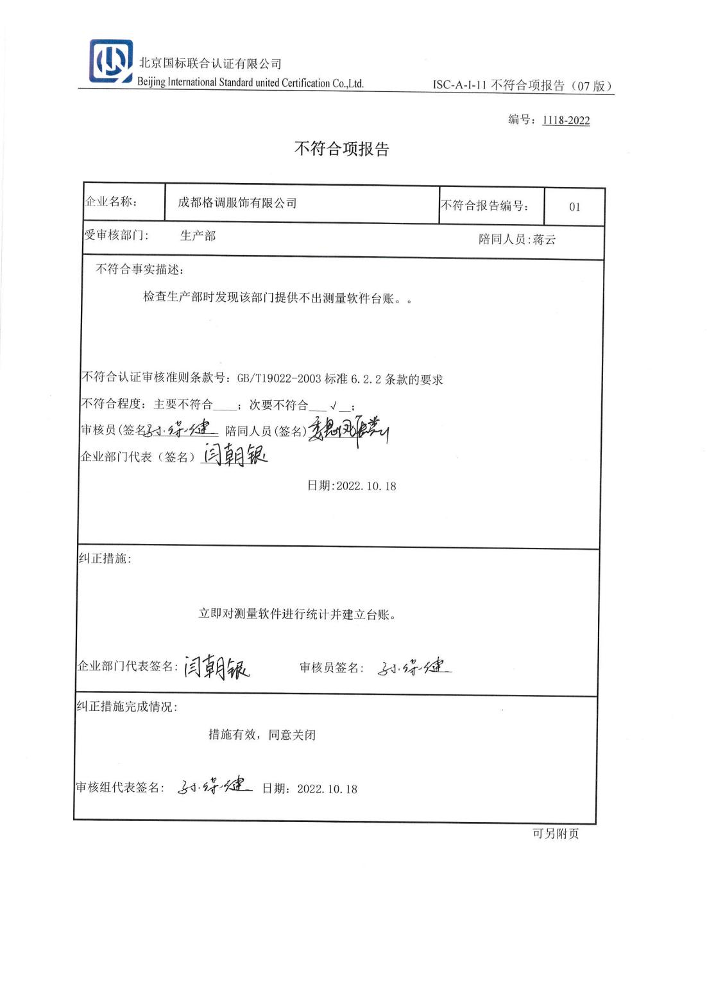 北京国标联合认证有限公司
Beijing International Standard united Certification Co.,Ltd.
ISC-A-I-11 不符合项报告（07 版）
编号：1118-2022
不符合项报告
企业名称： 成都格调服饰有限公司 不符合报告编号： 01
受审核部门： 生产部 陪同人员:蒋云
不符合事实描述：
检查生产部时发现该部门提供不出测量软件台账。。
不符合认证审核准则条款号：GB/T19022-2003 标准 6.2.2 条款的要求
不符合程度：主要不符合____；次要不符合___√__；
审核员(签名 陪同人员(签名)
企业部门代表（签名）闫朝银
日期:2022.10.18
纠正措施：
立即对测量软件进行统计并建立台账。
企业部门代表签名：闫朝银 审核员签名：
纠正措施完成情况：
措施有效，同意关闭
审核组代表签名： 日期：2022.10.18
可另附页